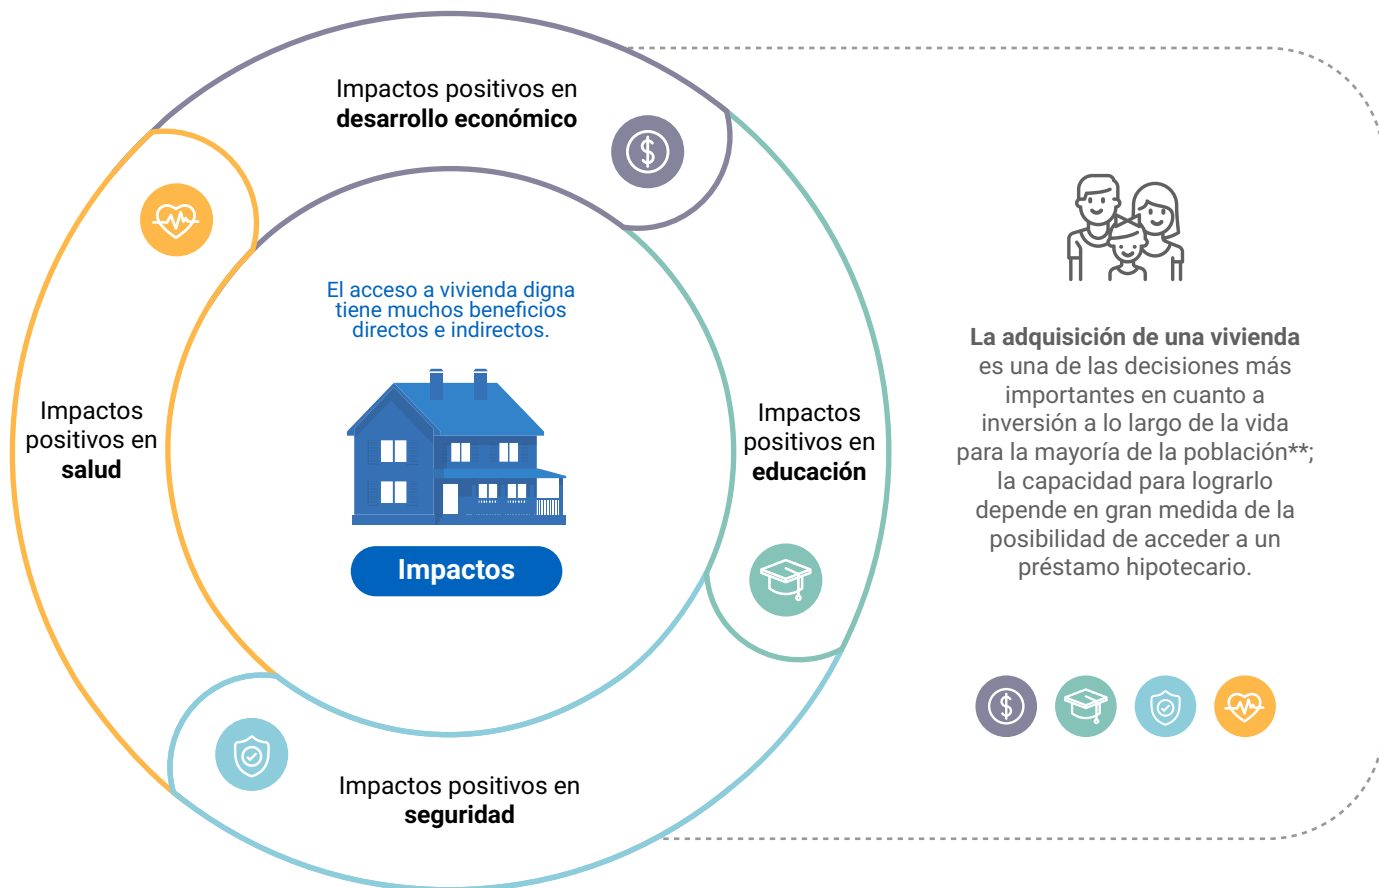 Impactos positivos en
desarrollo económico
El acceso a vivienda digna
tiene muchos beneficios
directos e indirectos.
Impactos
Impactos
positivos en
salud
Impactos
positivos en
educación
Impactos positivos en
seguridad
La adquisición de una vivienda
es una de las decisiones más
importantes en cuanto a
inversión a lo largo de la vida
para la mayoría de la población**;
la capacidad para lograrlo
depende en gran medida de la
posibilidad de acceder a un
préstamo hipotecario.